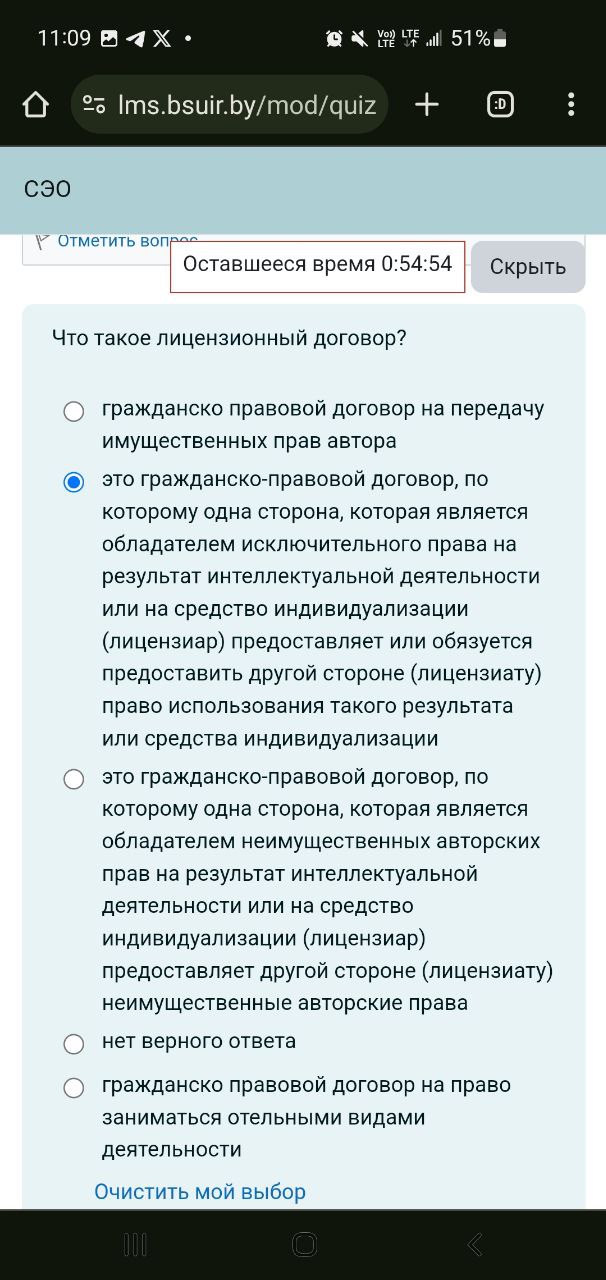 11:09
Vo)) LTE
LTE
51%
lms.bsuir.by/mod/quiz
:D
СЭО
Отметить вопрос
Оставшееся время 0:54:54
Скрыть
Что такое лицензионный договор?
гражданско правовой договор на передачу
имущественных прав автора
это гражданско-правовой договор, по
которому одна сторона, которая является
обладателем исключительного права на
результат интеллектуальной деятельности
или на средство индивидуализации
(лицензиар) предоставляет или обязуется
предоставить другой стороне (лицензиату)
право использования такого результата
или средства индивидуализации
это гражданско-правовой договор, по
которому одна сторона, которая является
обладателем неимущественных авторских
прав на результат интеллектуальной
деятельности или на средство
индивидуализации (лицензиар)
предоставляет другой стороне (лицензиату)
неимущественные авторские права
нет верного ответа
гражданско правовой договор на право
заниматься отельными видами
деятельности
Очистить мой выбор